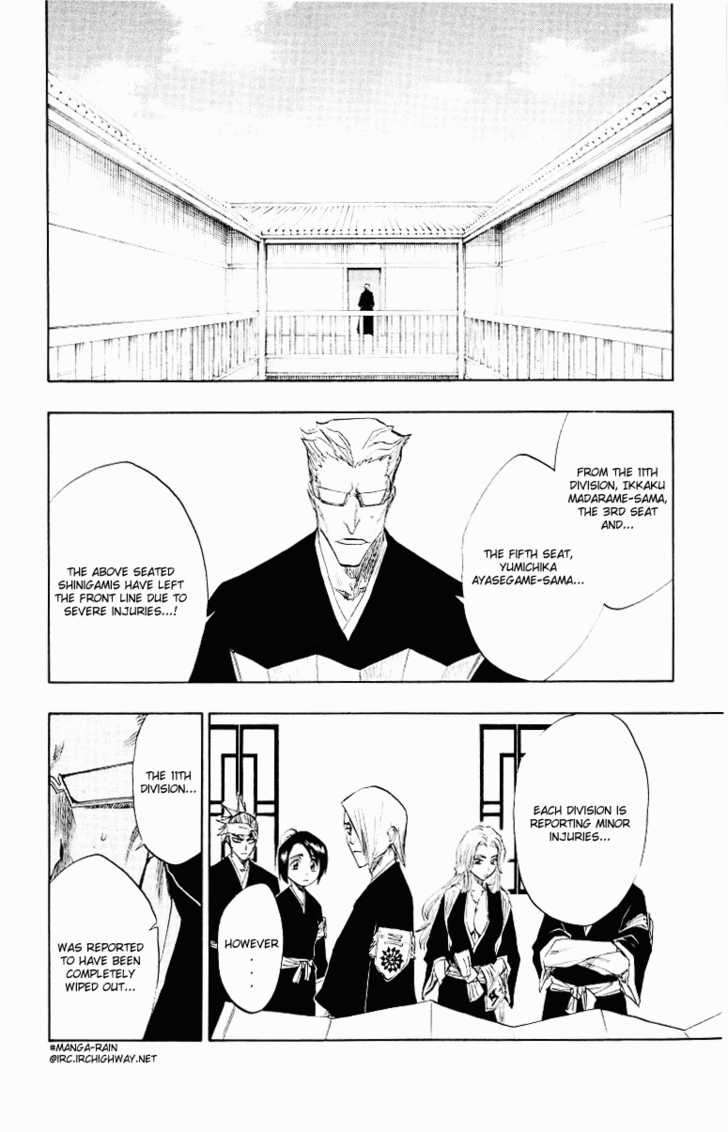 FROM THE 11TH
DIVISION, IKKAKU
MADARAME-SAMA,
THE 3RD SEAT
AND...
THE FIFTH SEAT,
YUMICHIKA
AYASEGAME-SAMA...
THE ABOVE SEATED
SHINIGAMIS HAVE LEFT
THE FRONT LINE DUE TO
SEVERE INJURIES...!
EACH DIVISION IS
REPORTING MINOR
INJURIES...
HOWEVER
....
THE 11TH
DIVISION...
WAS REPORTED
TO HAVE BEEN
COMPLETELY
WIPED OUT...
#MANGA-RAIN
@IRC.IRCHIGHWAY.NET